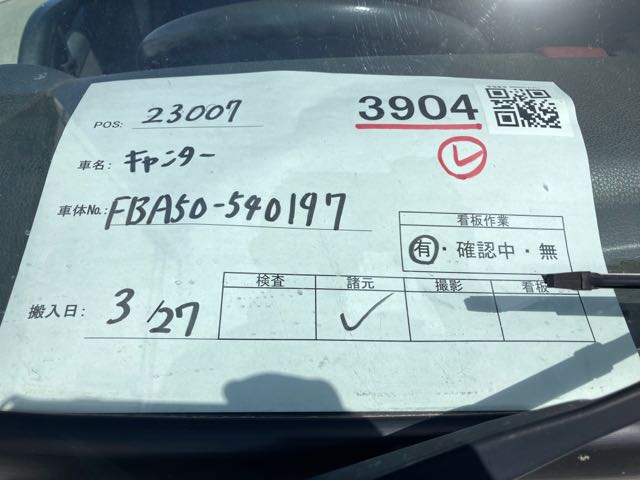 POS: 23007
3904
車名: キャンター
車体No.: FBA50-540197
看板作業
有・確認中・無
搬入日: 3/27
検査 諸元 撮影 看板